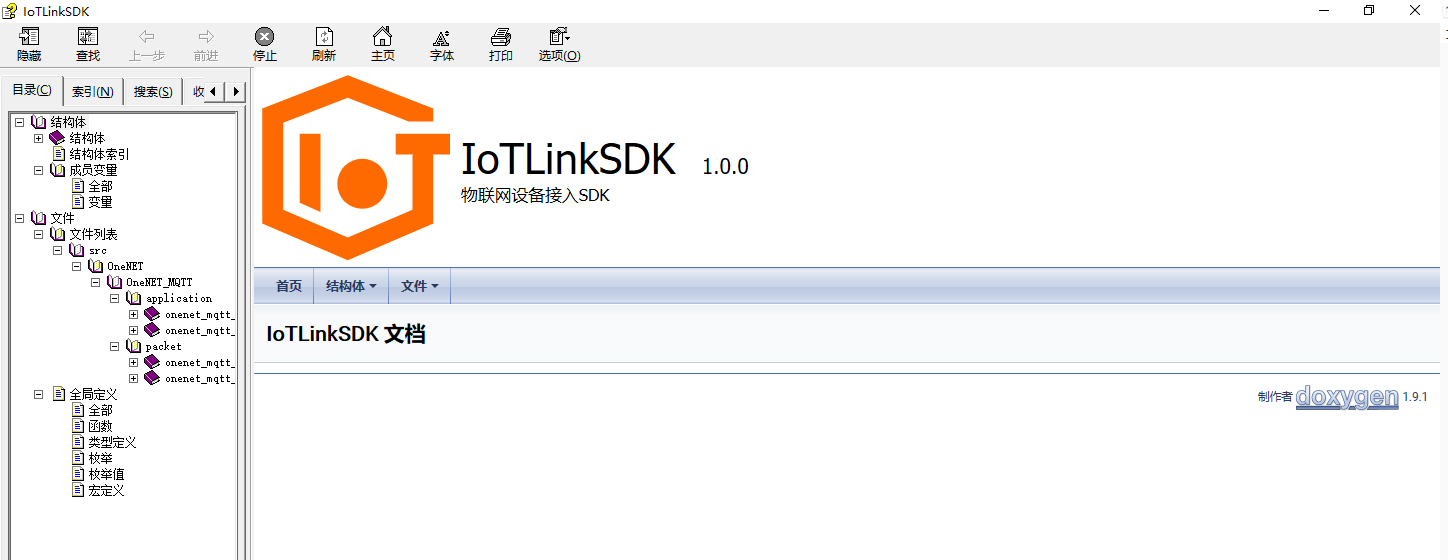 IoTLinkSDK
隐藏 查找 上一步 前进 停止 刷新 主页 字体 打印 选项(O)
目录(C) 索引(N) 搜索(S) 收
结构体
结构体
结构体索引
成员变量
全部
变量
文件
文件列表
src
OneNET
OneNET_MQTT
application
onenet_mqtt_
onenet_mqtt_
packet
onenet_mqtt_
onenet_mqtt_
全局定义
全部
函数
类型定义
枚举
枚举值
宏定义
IoT
IoTLinkSDK 1.0.0
物联网设备接入SDK
首页 结构体 文件
IoTLinkSDK 文档
制作者 doxygen 1.9.1